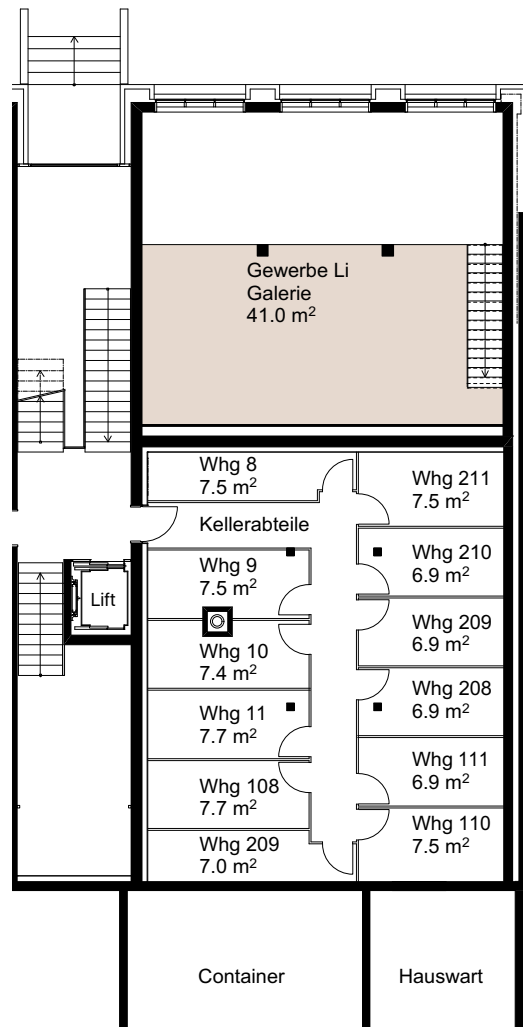 Gewerbe Li
Galerie
41.0 m²
Whg 8
7.5 m²
Whg 211
7.5 m²
Kellerabteile
Whg 9
7.5 m²
Whg 210
6.9 m²
Lift
Whg 10
7.4 m²
Whg 209
6.9 m²
Whg 11
7.7 m²
Whg 208
6.9 m²
Whg 108
7.7 m²
Whg 111
6.9 m²
Whg 209
7.0 m²
Whg 110
7.5 m²
Container
Hauswart